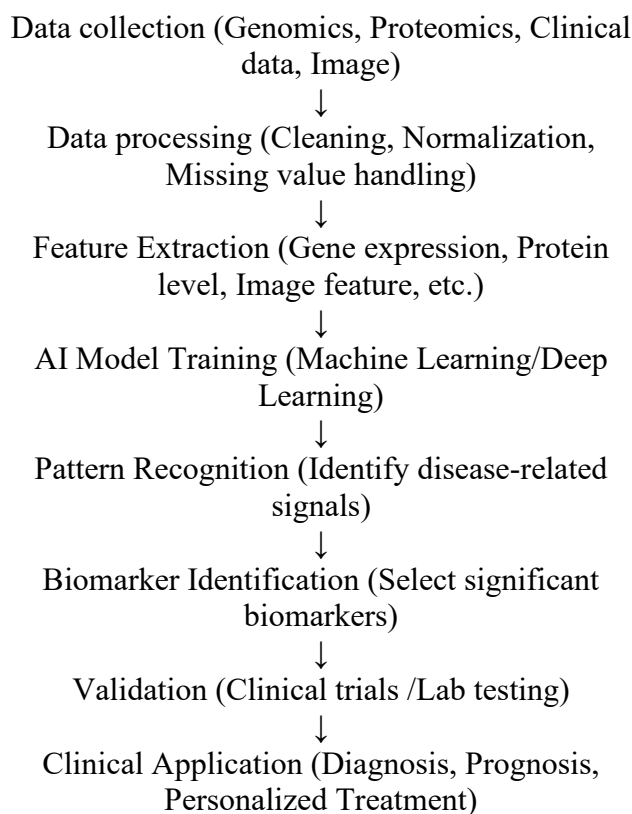 Data collection (Genomics, Proteomics, Clinical
data, Image)
↓
Data processing (Cleaning, Normalization,
Missing value handling)
↓
Feature Extraction (Gene expression, Protein
level, Image feature, etc.)
↓
AI Model Training (Machine Learning/Deep
Learning)
↓
Pattern Recognition (Identify disease-related
signals)
↓
Biomarker Identification (Select significant
biomarkers)
↓
Validation (Clinical trials /Lab testing)
↓
Clinical Application (Diagnosis, Prognosis,
Personalized Treatment)